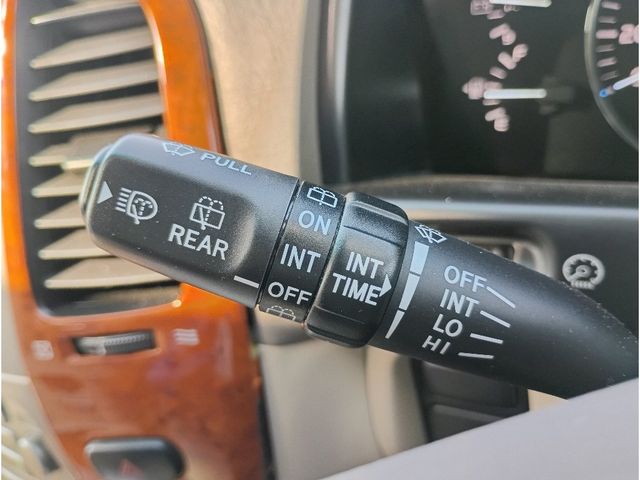 PULL
REAR
ON
INT
OFF
INT
TIME
OFF
INT
LO
HI